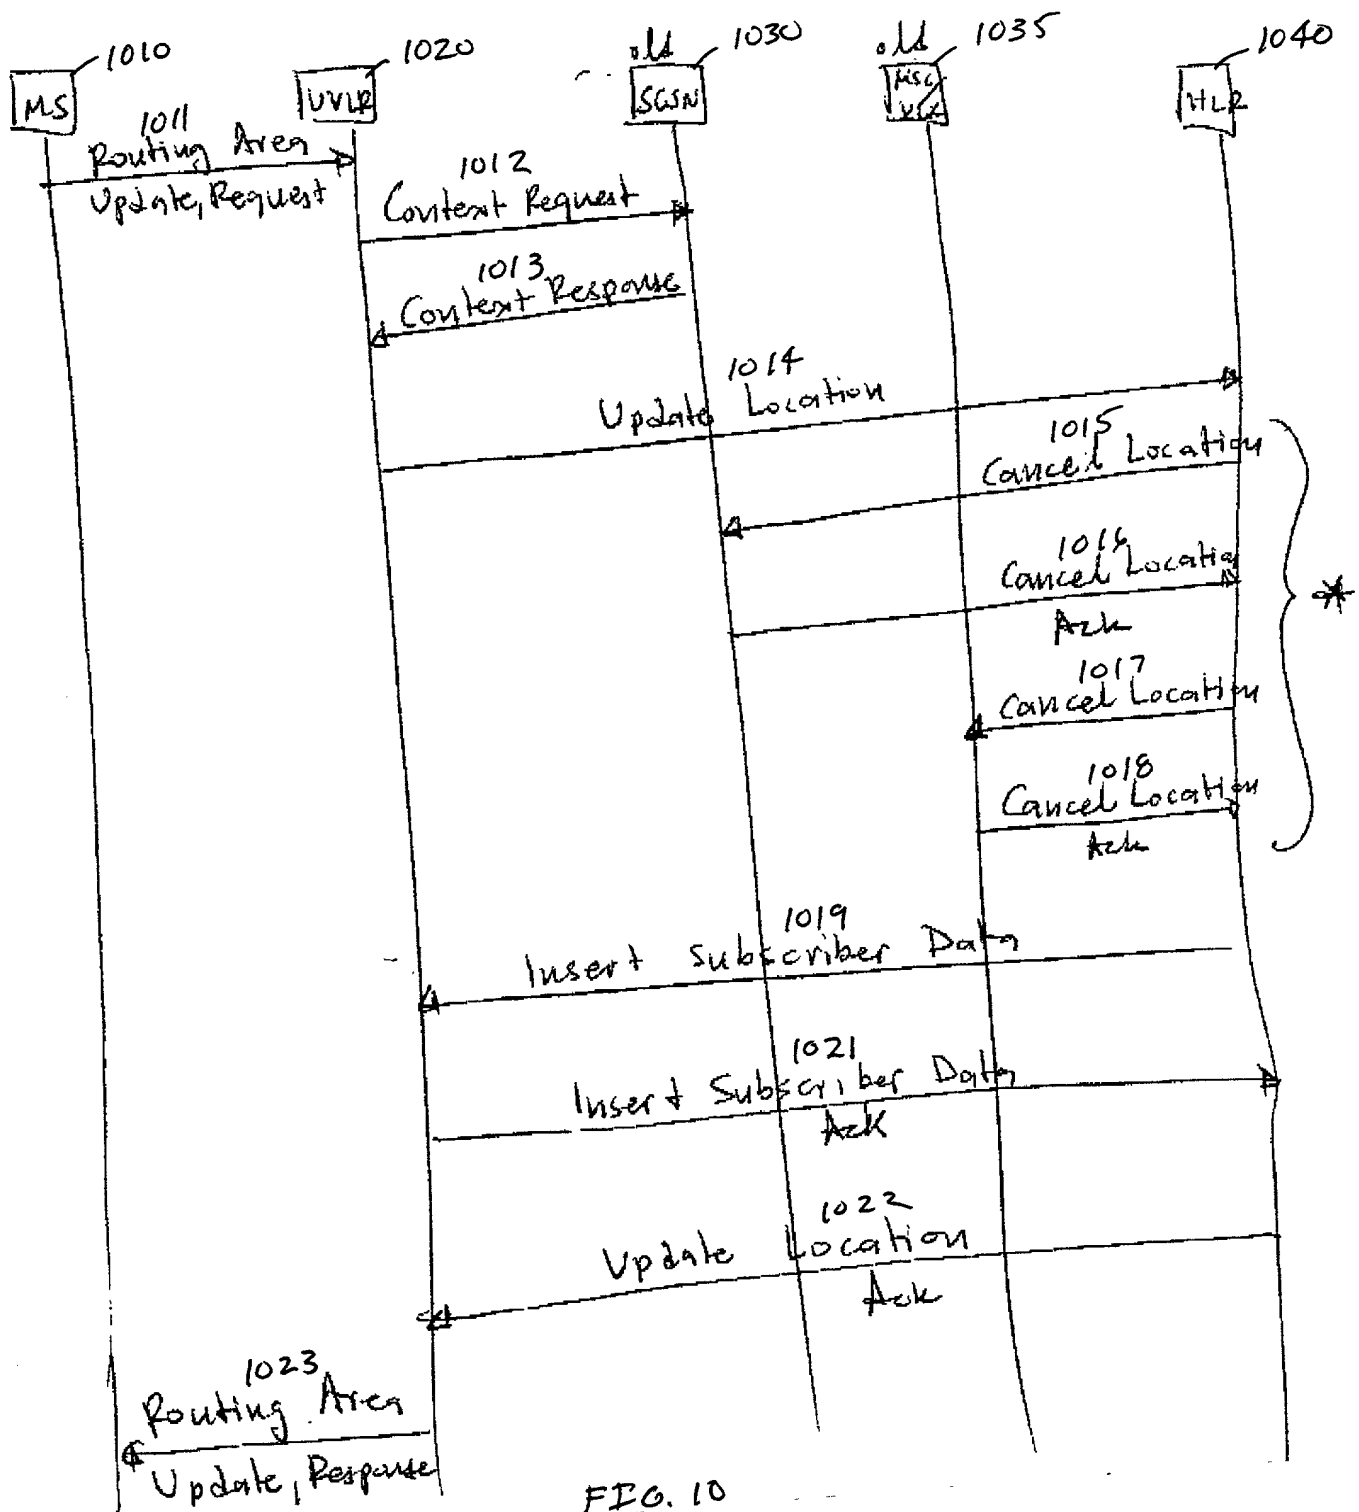 1010
1020
old
1030
old
1035
1040
MS
UVLR
SGSN
MSC
VLR
HLR
1011
Routing Area
Update, Request
1012
Context Request
1013
Context Response
1014
Update Location
1015
Cancel Location
1016
Cancel Location
Ack
1017
Cancel Location
1018
Cancel Location
Ack
*
1019
Insert Subscriber Data
1021
Insert Subscriber Data
Ack
1022
Update Location
Ack
1023
Routing Area
Update, Response
FIG. 10